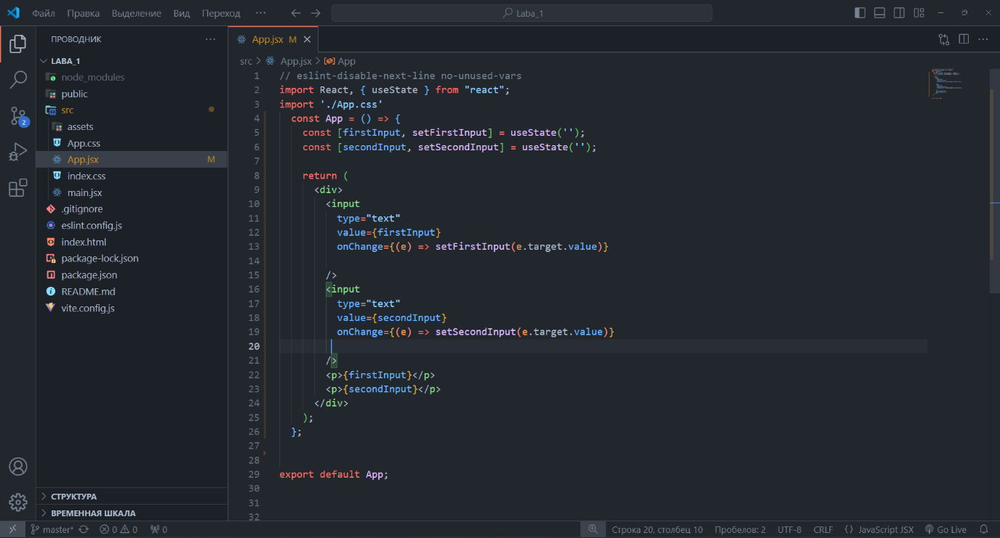 Файл Правка Выделение Вид Переход ··· Laba_1
ПРОВОДНИК ···
LABA_1
node_modules
public
src
assets
App.css
App.jsx M
index.css
main.jsx
.gitignore
eslint.config.js
index.html
package-lock.json
package.json
README.md
vite.config.js
СТРУКТУРА
ВРЕМЕННАЯ ШКАЛА
2
App.jsx M
src > App.jsx > App
1 // eslint-disable-next-line no-unused-vars
2 import React, { useState } from "react";
3 import './App.css'
4 const App = () => {
5 const [firstInput, setFirstInput] = useState('');
6 const [secondInput, setSecondInput] = useState('');
7
8 return (
9 <div>
10 <input
11 type="text"
12 value={firstInput}
13 onChange={(e) => setFirstInput(e.target.value)}
14
15 />
16 <input
17 type="text"
18 value={secondInput}
19 onChange={(e) => setSecondInput(e.target.value)}
20
21 />
22 <p>{firstInput}</p>
23 <p>{secondInput}</p>
24 </div>
25 );
26 };
27
28
29 export default App;
30
31
32
master* 0 0 0 Строка 20, столбец 10 Пробелов: 2 UTF-8 CRLF {} JavaScript JSX Go Live